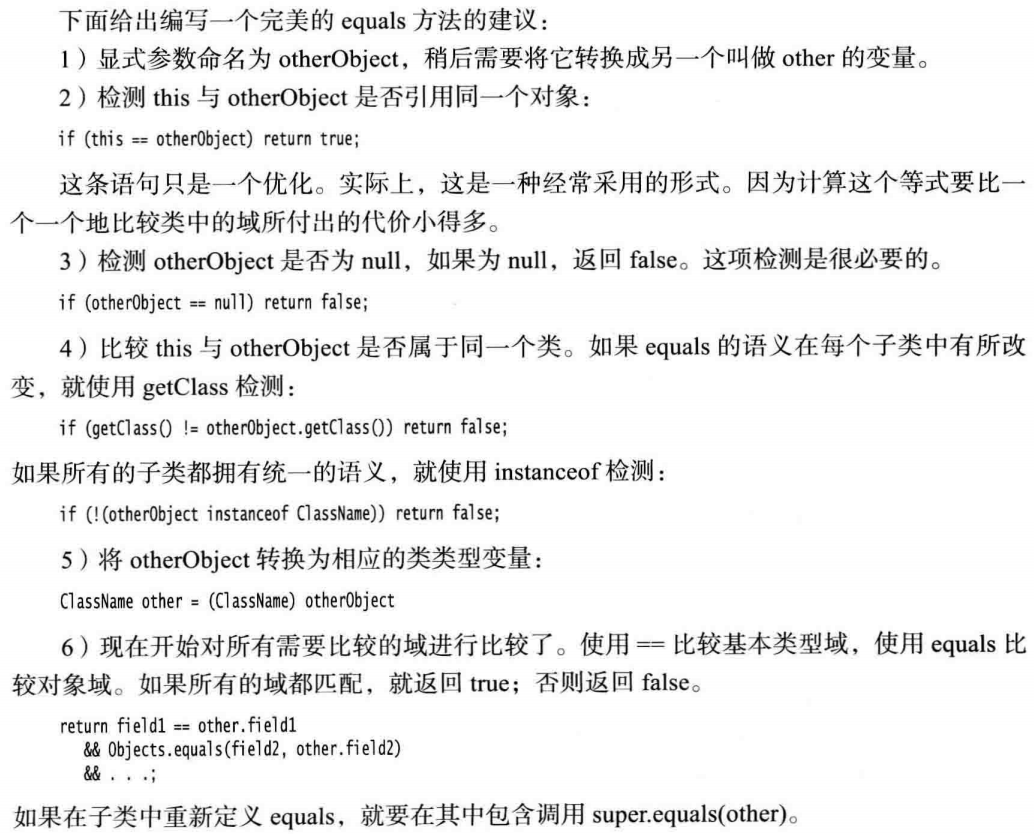 下面给出编写一个完美的 equals 方法的建议：
1）显式参数命名为 otherObject，稍后需要将它转换成另一个叫做 other 的变量。
2）检测 this 与 otherObject 是否引用同一个对象：
if (this == otherObject) return true;
这条语句只是一个优化。实际上，这是一种经常采用的形式。因为计算这个等式要比一
个一个地比较类中的域所付出的代价小得多。
3）检测 otherObject 是否为 null，如果为 null，返回 false。这项检测是很必要的。
if (otherObject == null) return false;
4）比较 this 与 otherObject 是否属于同一个类。如果 equals 的语义在每个子类中有所改
变，就使用 getClass 检测：
if (getClass() != otherObject.getClass()) return false;
如果所有的子类都拥有统一的语义，就使用 instanceof 检测：
if (!(otherObject instanceof ClassName)) return false;
5）将 otherObject 转换为相应的类类型变量：
ClassName other = (ClassName) otherObject
6）现在开始对所有需要比较的域进行比较了。使用 == 比较基本类型域，使用 equals 比
较对象域。如果所有的域都匹配，就返回 true；否则返回 false。
return field1 == other.field1
&& Objects.equals(field2, other.field2)
&& . . .;
如果在子类中重新定义 equals，就要在其中包含调用 super.equals(other)。